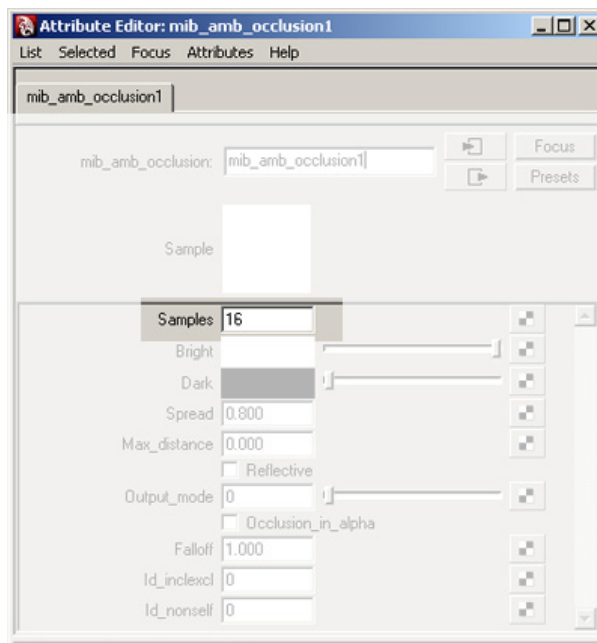 Attribute Editor: mib_amb_occlusion1
List Selected Focus Attributes Help
mib_amb_occlusion1
mib_amb_occlusion: mib_amb_occlusion1 Focus
Presets
Sample
Samples 16
Bright
Dark
Spread 0.800
Max_distance 0.000
Reflective
Output_mode 0
Occlusion_in_alpha
Falloff 1.000
Id_inclexcl 0
Id_nonself 0